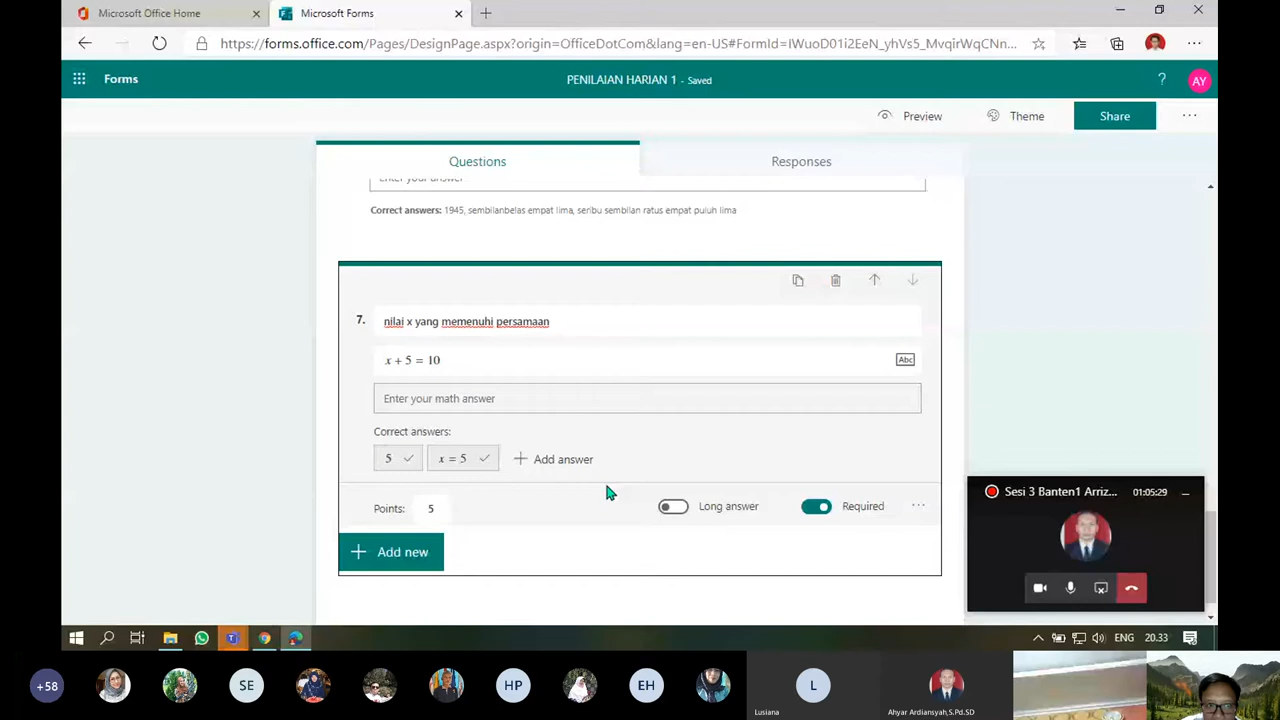 Microsoft Office Home
Microsoft Forms
https://forms.office.com/Pages/DesignPage.aspx?origin=OfficeDotCom&lang=en-US#FormId=IWuoD01i2EeN_yhVs5_MvqirWqCNn...
Forms
PENILAIAN HARIAN 1 - Saved
?
AY
Preview
Theme
Share
Questions
Responses
Enter your answer
Correct answers: 1945, sembilanbelas empat lima, seribu sembilan ratus empat puluh lima
7.
nilai x yang memenuhi persamaan
x + 5 = 10
Abc
Enter your math answer
Correct answers:
5
x = 5
Add answer
Points: 5
Long answer
Required
Add new
Sesi 3 Banten1 Arriz...
01:05:29
ENG
20.33
+58
SE
HP
EH
L
Lusiana
Ahyar Ardiansyah,S.Pd.SD